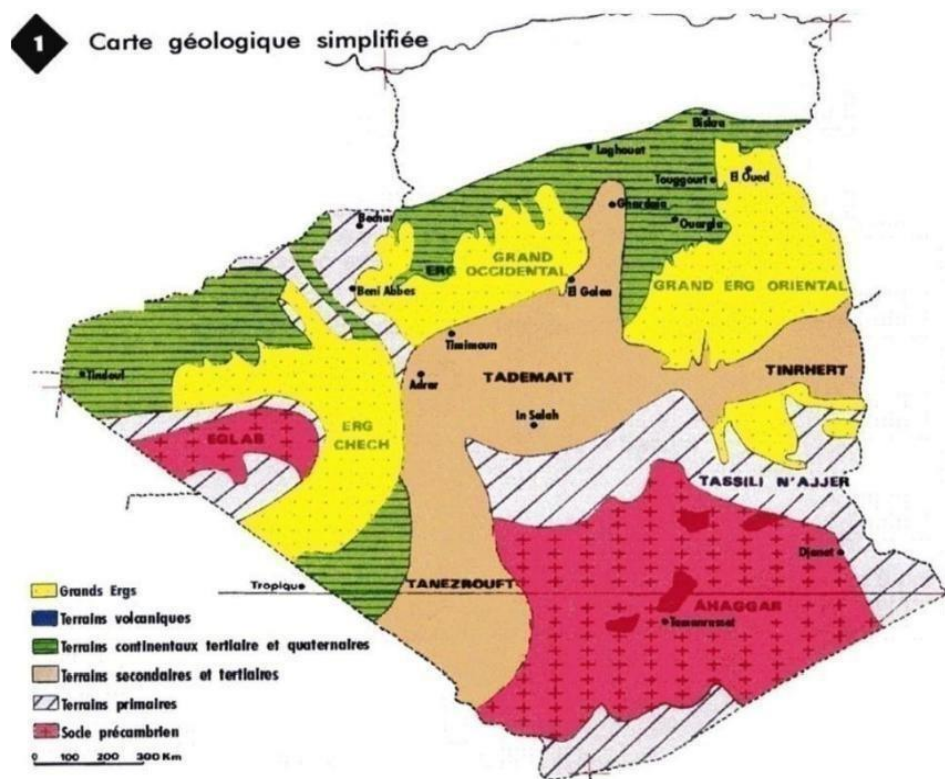 1 Carte géologique simplifiée
Biskra
Laghouat
Touggourt
El Oued
Ghardaia
Ouargla
Bechar
GRAND
ERG OCCIDENTAL
GRAND ERG ORIENTAL
Beni Abbes
El Golea
Timimoun
Tindouf
Adrar
TADEMAIT
TINRHERT
In Salah
EGLAB
ERG
CHECH
TASSILI N'AJJER
Djanet
Tropique
TANEZROUFT
AHAGGAR
Tamanrasset
Grands Ergs
Terrains volcaniques
Terrains continentaux tertiaire et quaternaires
Terrains secondaires et tertiaires
Terrains primaires
Socle précambrien
0 100 200 300 Km